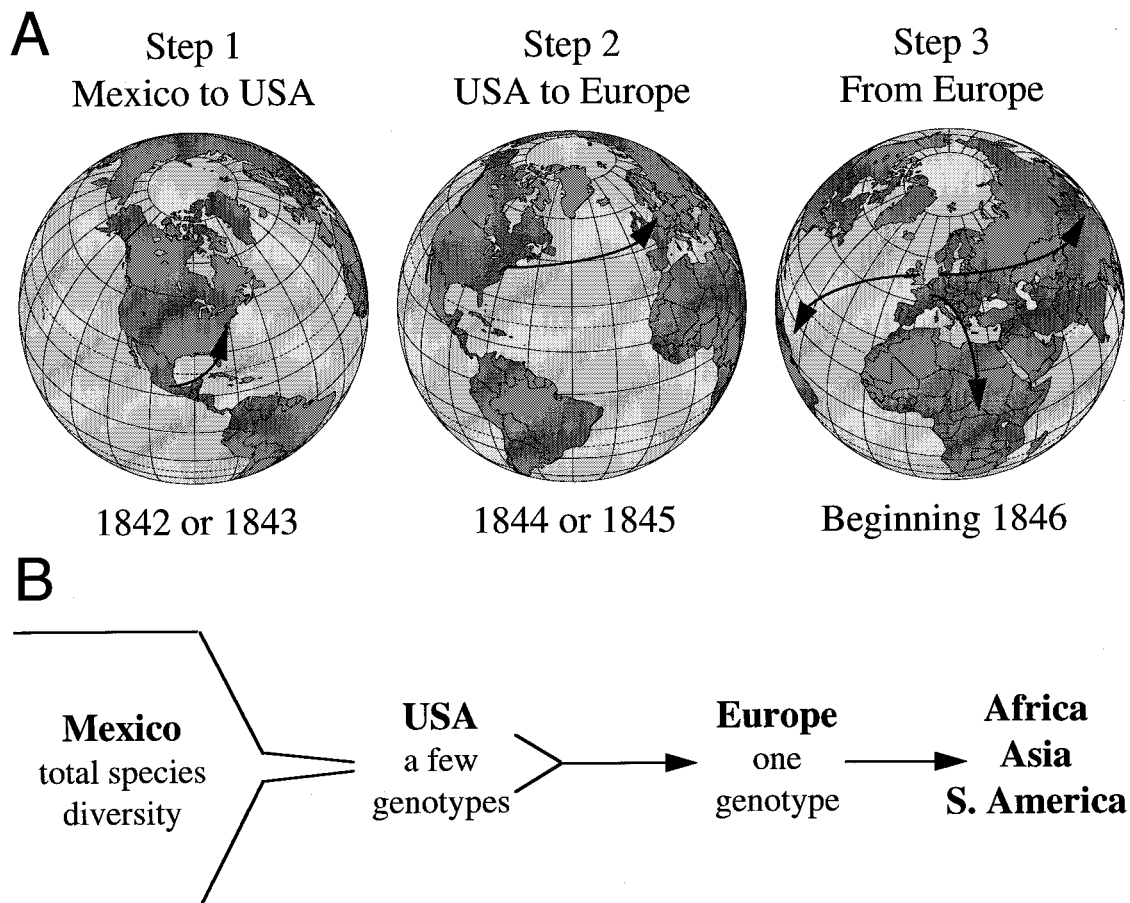 A
Step 1
Mexico to USA
Step 2
USA to Europe
Step 3
From Europe
1842 or 1843
1844 or 1845
Beginning 1846
B
Mexico
total species
diversity
USA
a few
genotypes
Europe
one
genotype
Africa
Asia
S. America